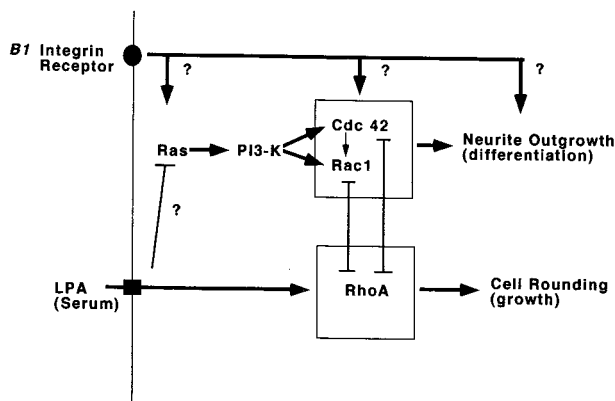 B1 Integrin
Receptor
?
?
?
Cdc 42
Ras
PI3-K
Rac1
Neurite Outgrowth
(differentiation)
?
LPA
(Serum)
RhoA
Cell Rounding
(growth)